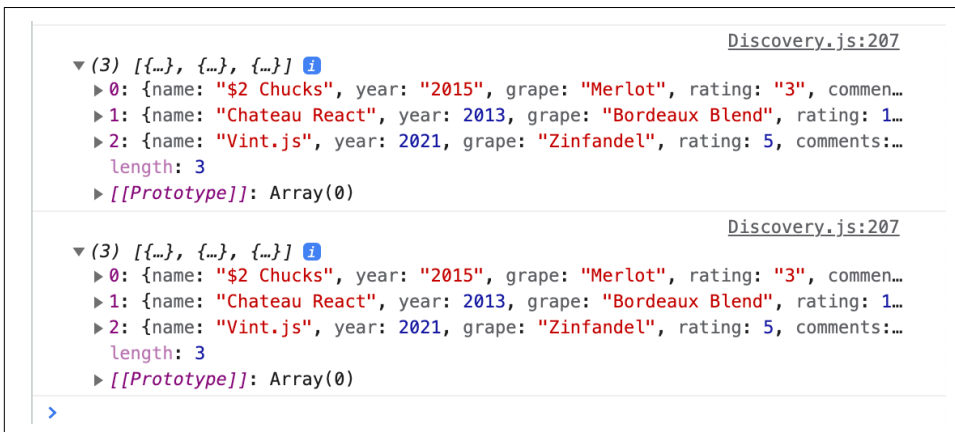 Discovery.js:207
▼(3) [{…}, {…}, {…}] i
▶0: {name: "$2 Chucks", year: "2015", grape: "Merlot", rating: "3", commen…
▶1: {name: "Chateau React", year: 2013, grape: "Bordeaux Blend", rating: 1…
▶2: {name: "Vint.js", year: 2021, grape: "Zinfandel", rating: 5, comments:…
length: 3
▶[[Prototype]]: Array(0)
Discovery.js:207
▼(3) [{…}, {…}, {…}] i
▶0: {name: "$2 Chucks", year: "2015", grape: "Merlot", rating: "3", commen…
▶1: {name: "Chateau React", year: 2013, grape: "Bordeaux Blend", rating: 1…
▶2: {name: "Vint.js", year: 2021, grape: "Zinfandel", rating: 5, comments:…
length: 3
▶[[Prototype]]: Array(0)
>